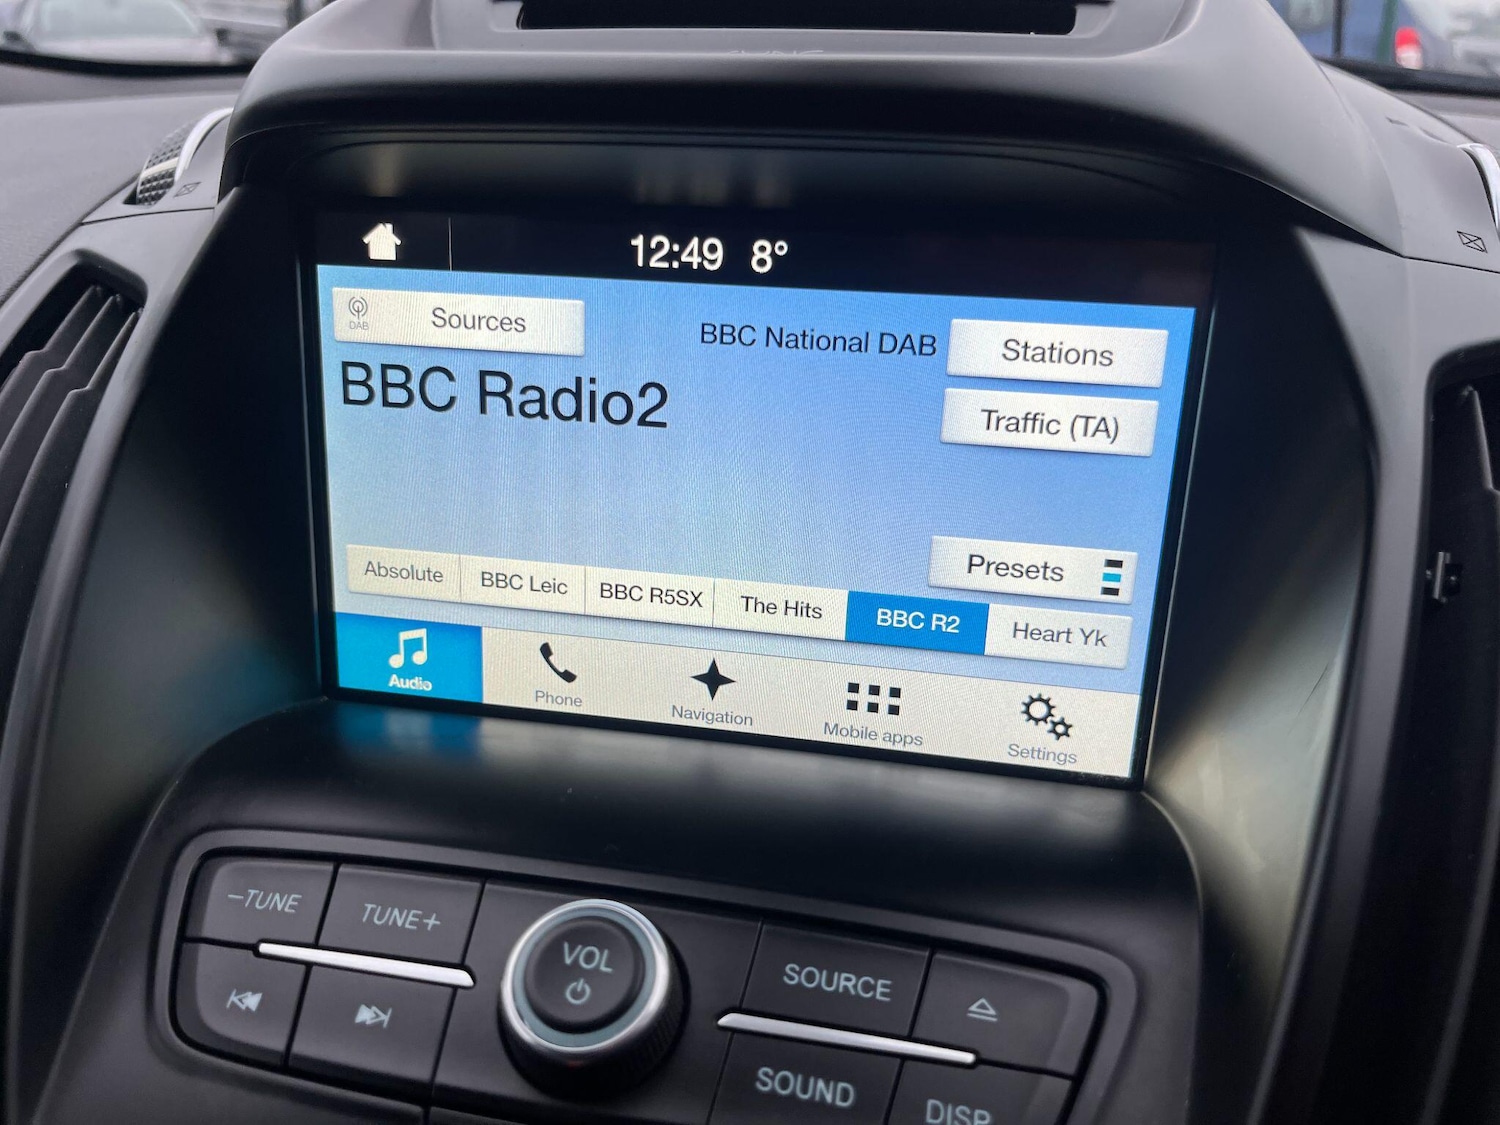 12:49 8°
DAB
Sources
BBC National DAB
Stations
BBC Radio2
Traffic (TA)
Presets
Absolute
BBC Leic
BBC R5SX
The Hits
BBC R2
Heart Yk
Audio
Phone
Navigation
Mobile apps
Settings
-TUNE
TUNE+
VOL
SOURCE
SOUND
DISP